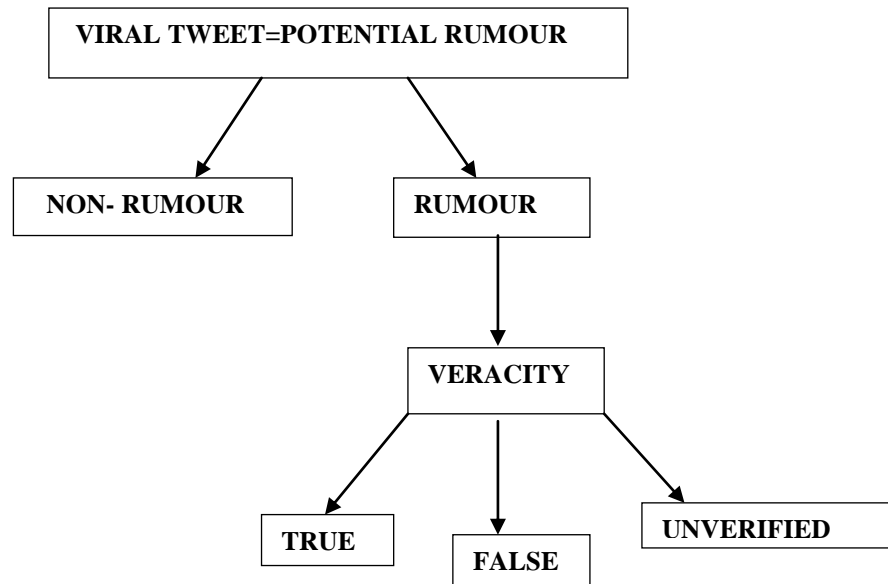 VIRAL TWEET=POTENTIAL RUMOUR
NON- RUMOUR
RUMOUR
VERACITY
TRUE
FALSE
UNVERIFIED